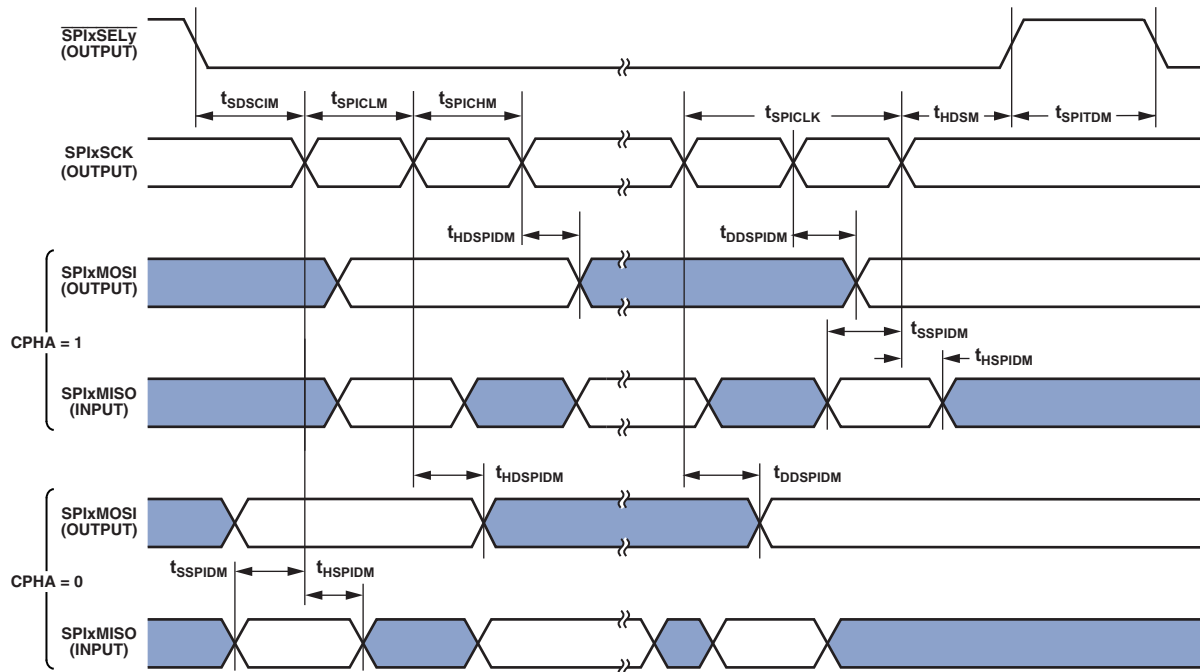 SPIxSELy
(OUTPUT)
tSDSCIM
tSPICLM
tSPICHM
tSPICLK
tHDSM
tSPITDM
SPIxSCK
(OUTPUT)
tHDSPIDM
tDDSPIDM
SPIxMOSI
(OUTPUT)
CPHA = 1
tSSPIDM
tHSPIDM
SPIxMISO
(INPUT)
tHDSPIDM
tDDSPIDM
SPIxMOSI
(OUTPUT)
CPHA = 0
tSSPIDM
tHSPIDM
SPIxMISO
(INPUT)